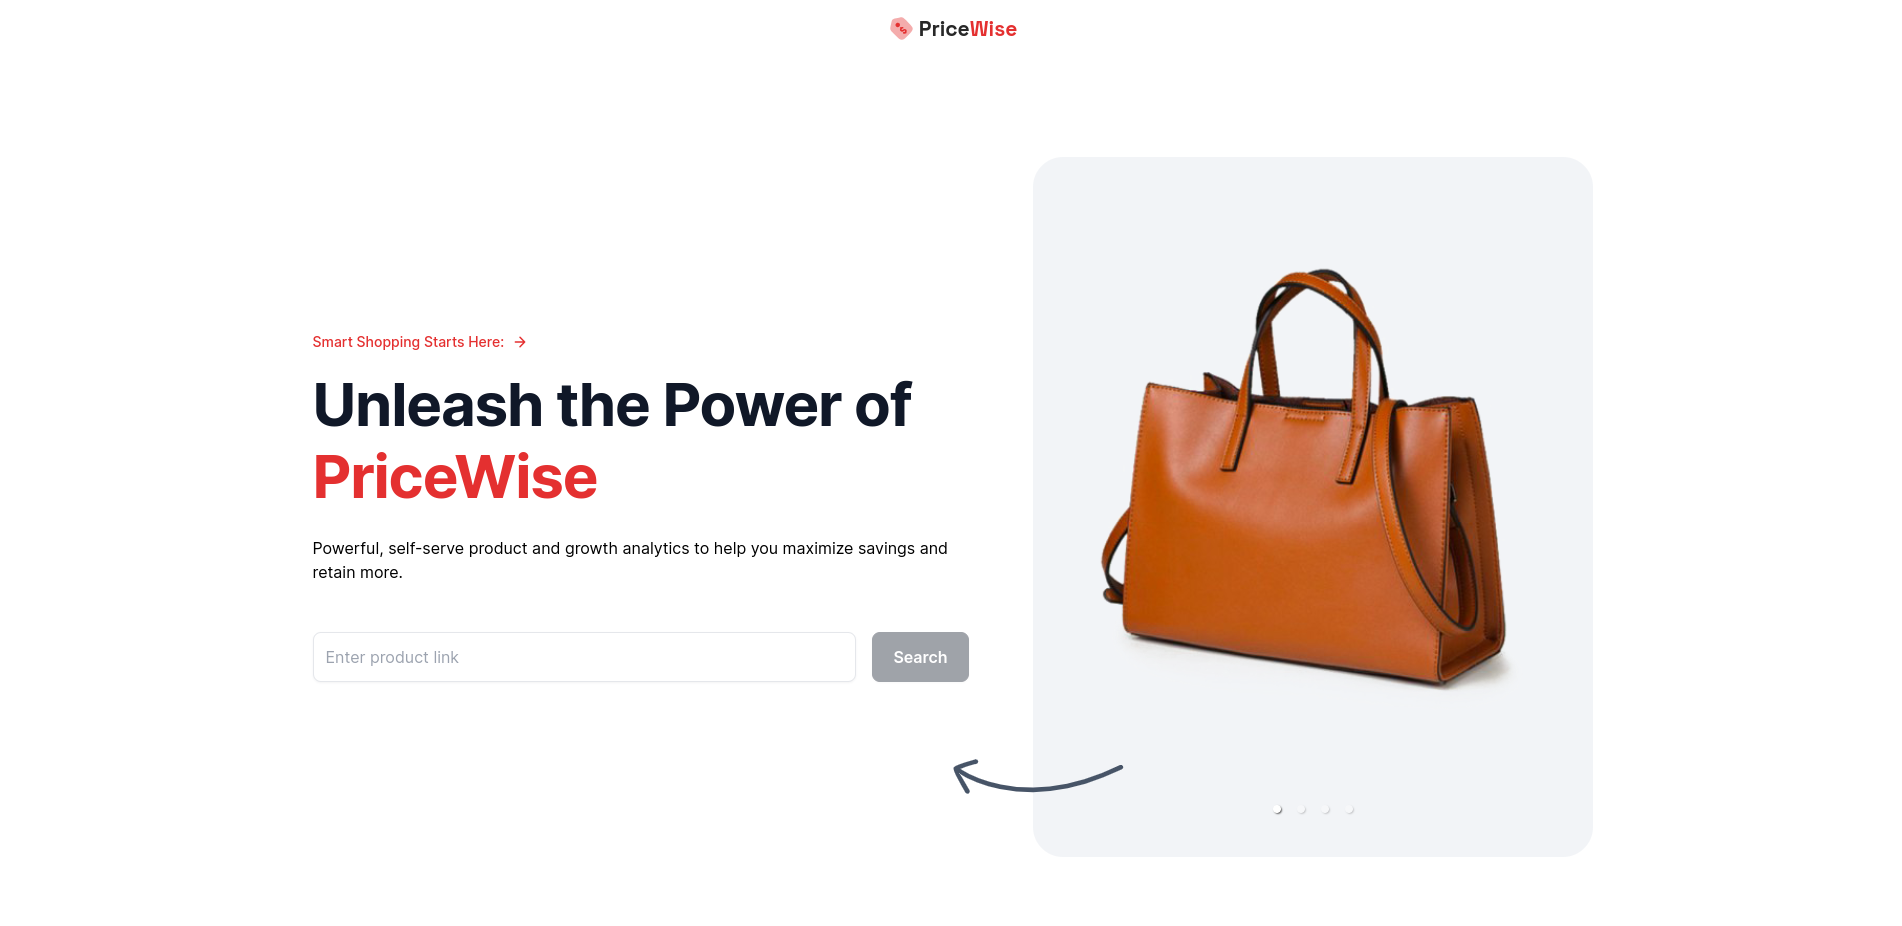 PriceWise
Smart Shopping Starts Here:
Unleash the Power of
PriceWise
Powerful, self-serve product and growth analytics to help you maximize savings and
retain more.
Enter product link
Search